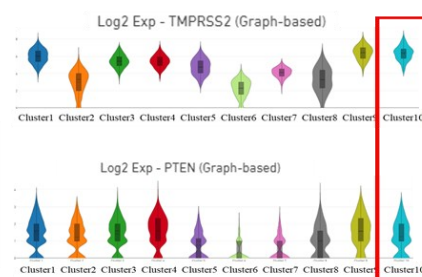 Log2 Exp - TMPRSS2 (Graph-based)
Cluster1 Cluster2 Cluster3 Cluster4 Cluster5 Cluster6 Cluster7 Cluster8 Cluster9 Cluster10
Log2 Exp - PTEN (Graph-based)
Cluster1 Cluster2 Cluster3 Cluster4 Cluster5 Cluster6 Cluster7 Cluster8 Cluster9 Cluster10